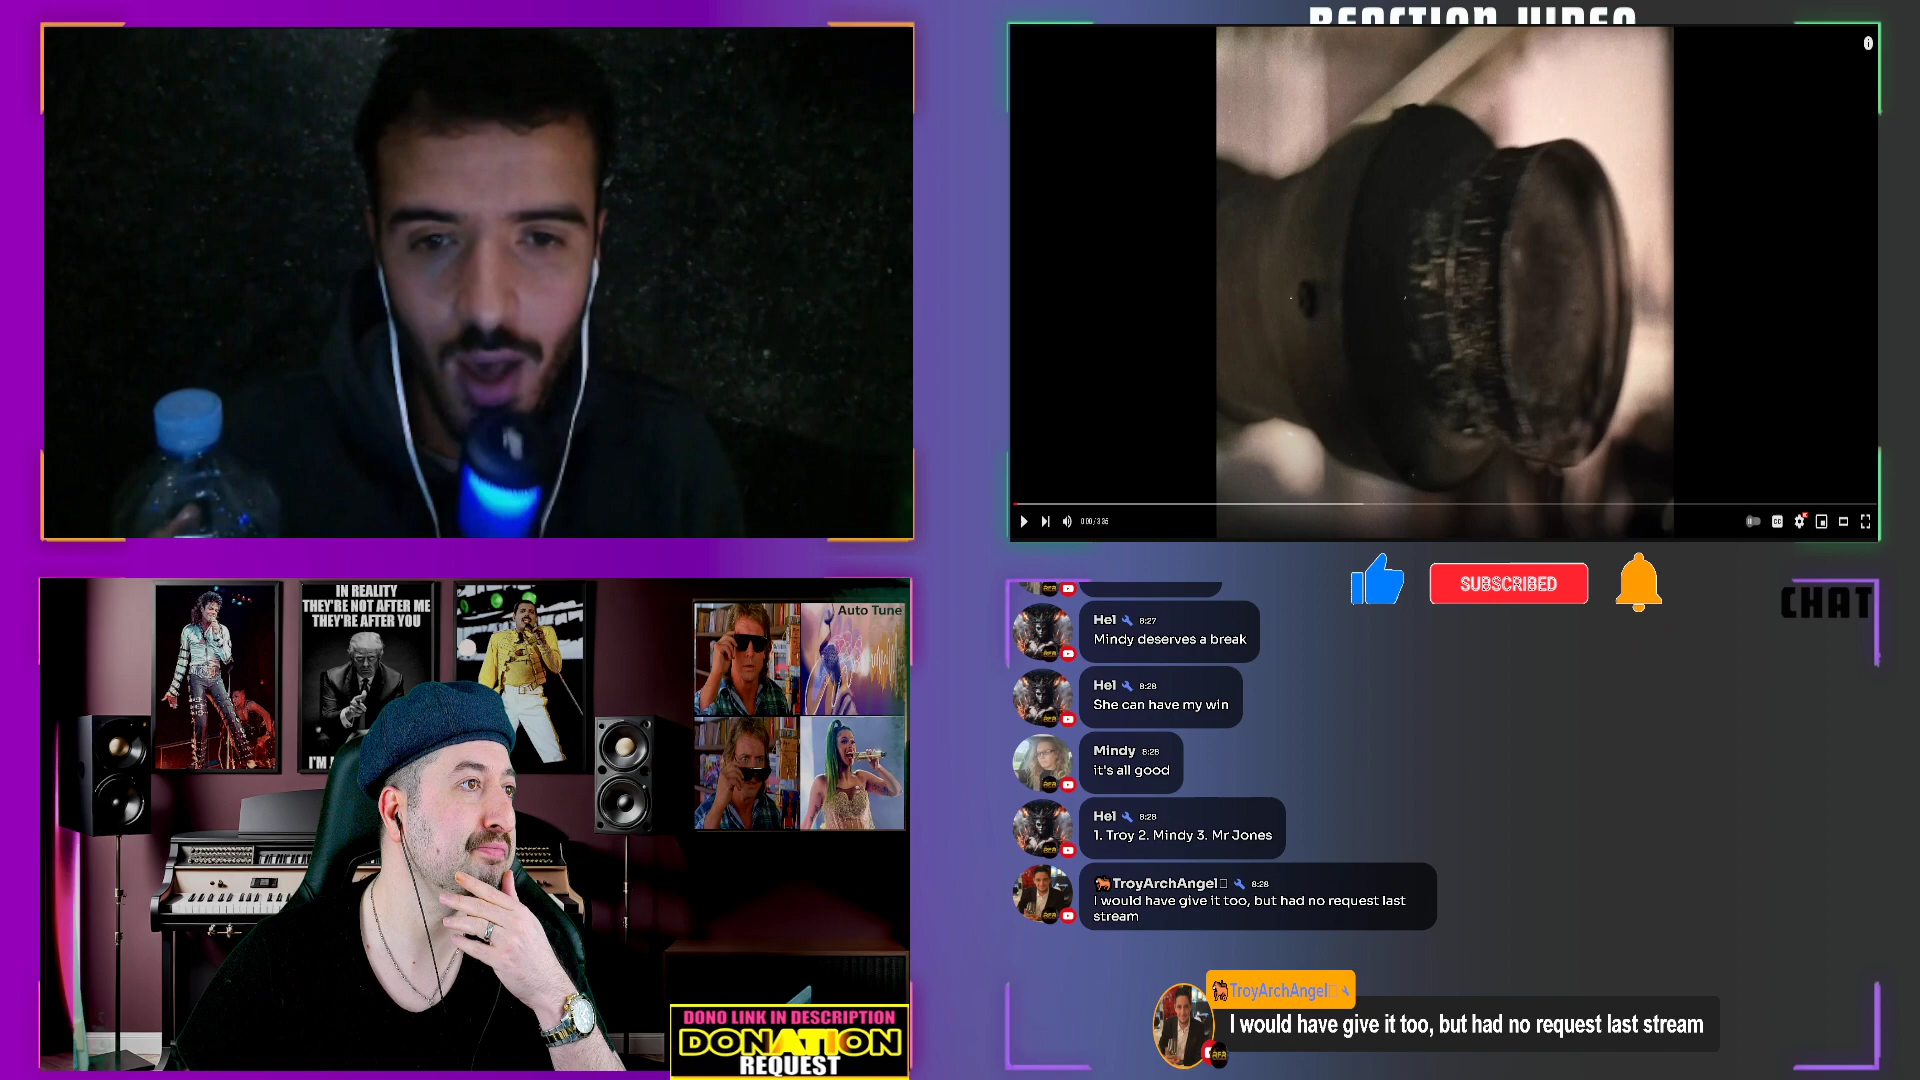 REACTION VIDEO
0:00 / 3:36
IN REALITY
THEY'RE NOT AFTER ME
THEY'RE AFTER YOU
I'M
Auto Tune
DONO LINK IN DESCRIPTION
DONATION
REQUEST
SUBSCRIBED
CHAT
Hel 8:27
Mindy deserves a break
Hel 8:28
She can have my win
Mindy 8:28
it's all good
Hel 8:28
1. Troy 2. Mindy 3. Mr Jones
TroyArchAngel 8:28
I would have give it too, but had no request last
stream
TroyArchAngel
I would have give it too, but had no request last stream